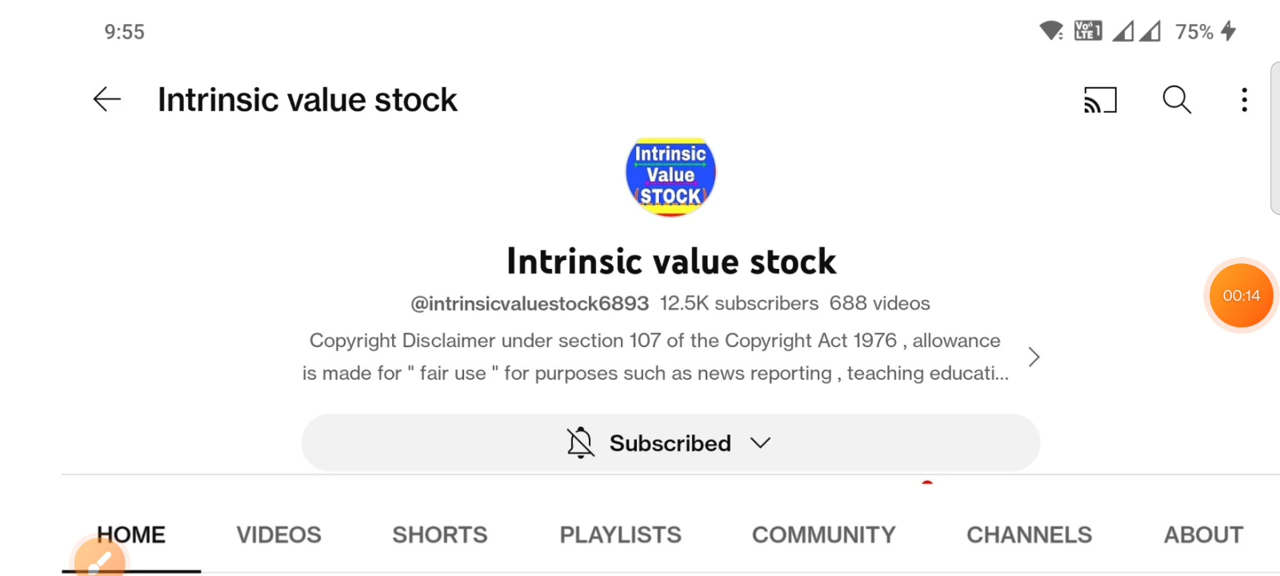 9:55
VoLTE 1 75%
Intrinsic value stock
Intrinsic
Value
(STOCK)
Intrinsic value stock
@intrinsicvaluestock6893 12.5K subscribers 688 videos
Copyright Disclaimer under section 107 of the Copyright Act 1976 , allowance
is made for " fair use " for purposes such as news reporting , teaching educati...
00:14
Subscribed
HOME VIDEOS SHORTS PLAYLISTS COMMUNITY CHANNELS ABOUT